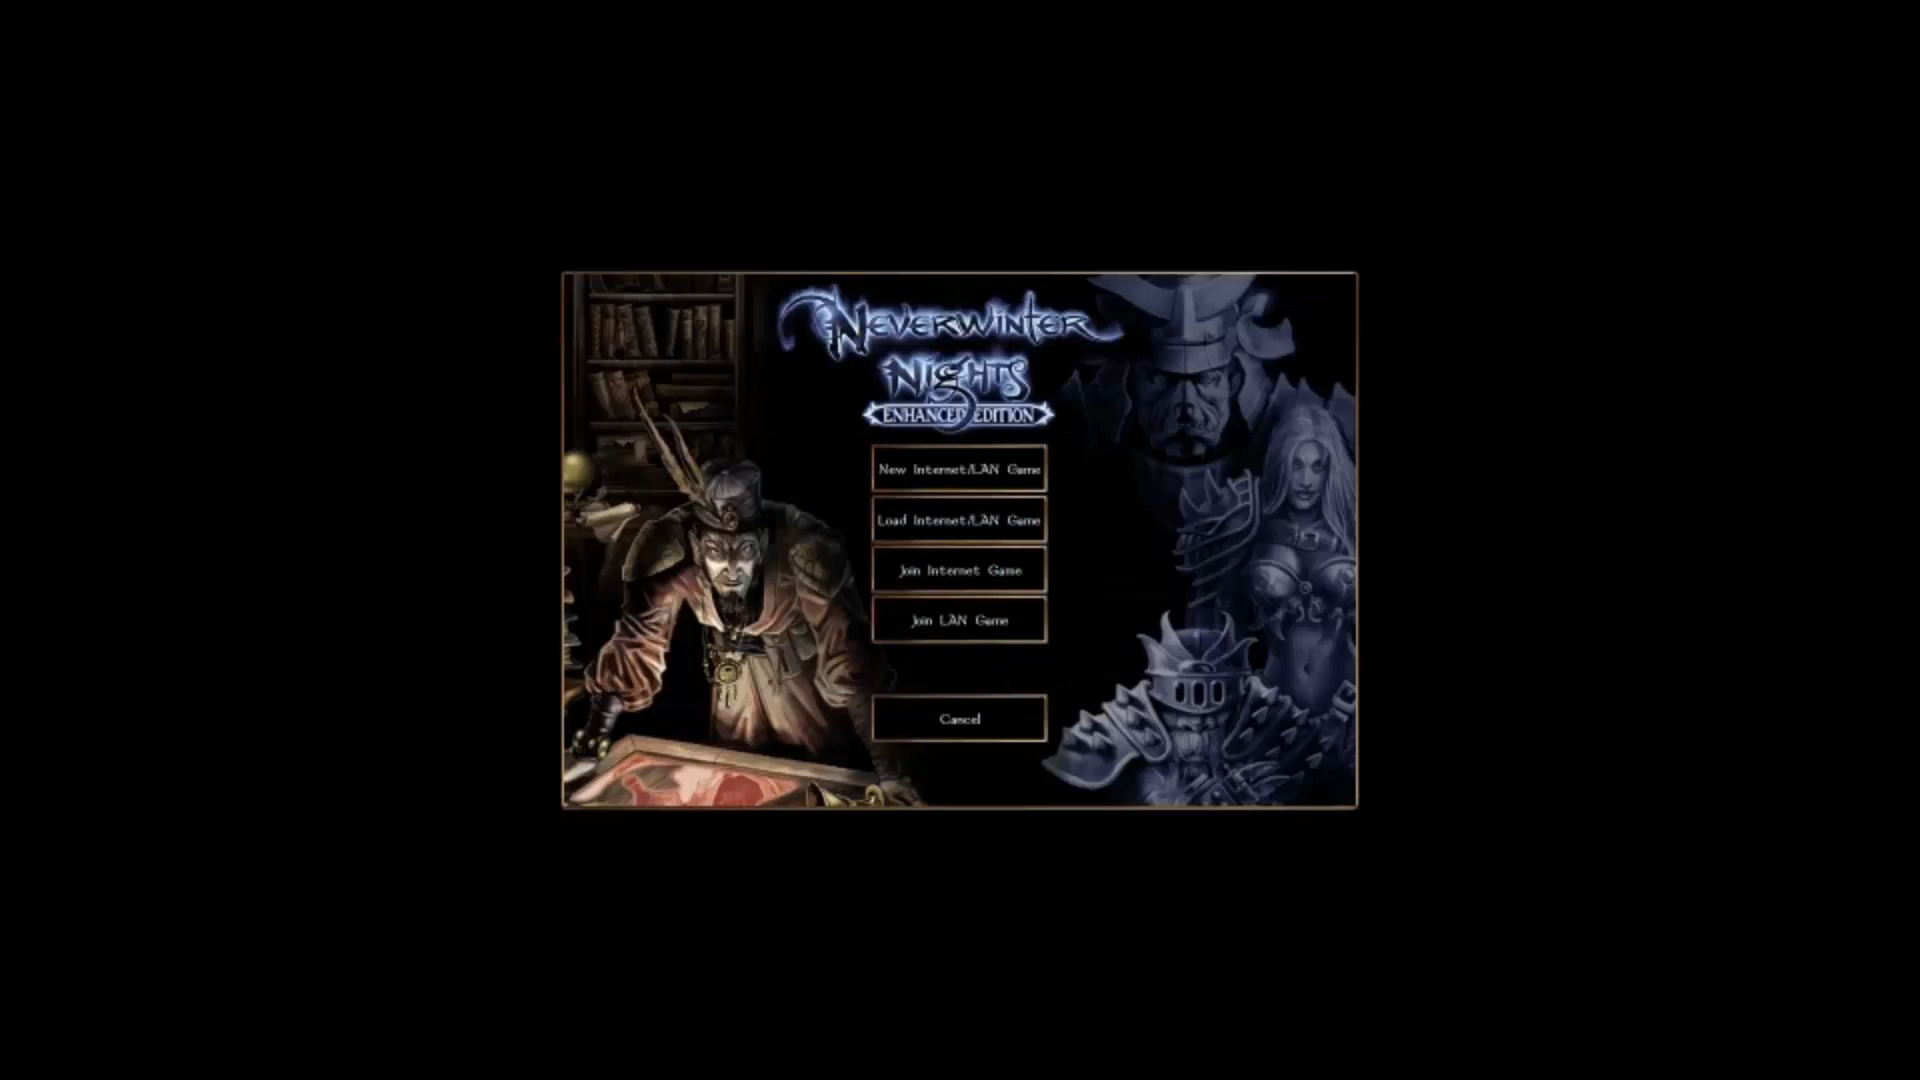 NEVERWINTER
NIGHTS
ENHANCED EDITION
New Internet/LAN Game
Load Internet/LAN Game
Join Internet Game
Join LAN Game
Cancel